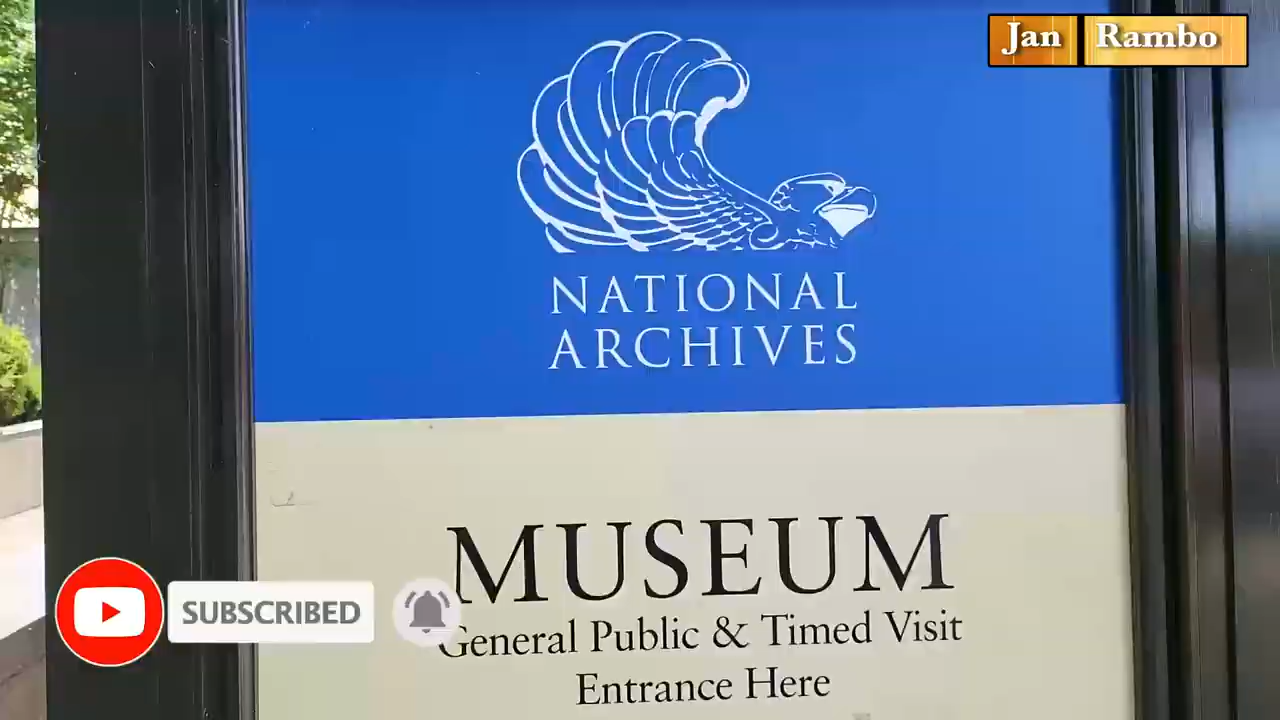 Jan Rambo
NATIONAL
ARCHIVES
MUSEUM
General Public & Timed Visit
Entrance Here
SUBSCRIBED